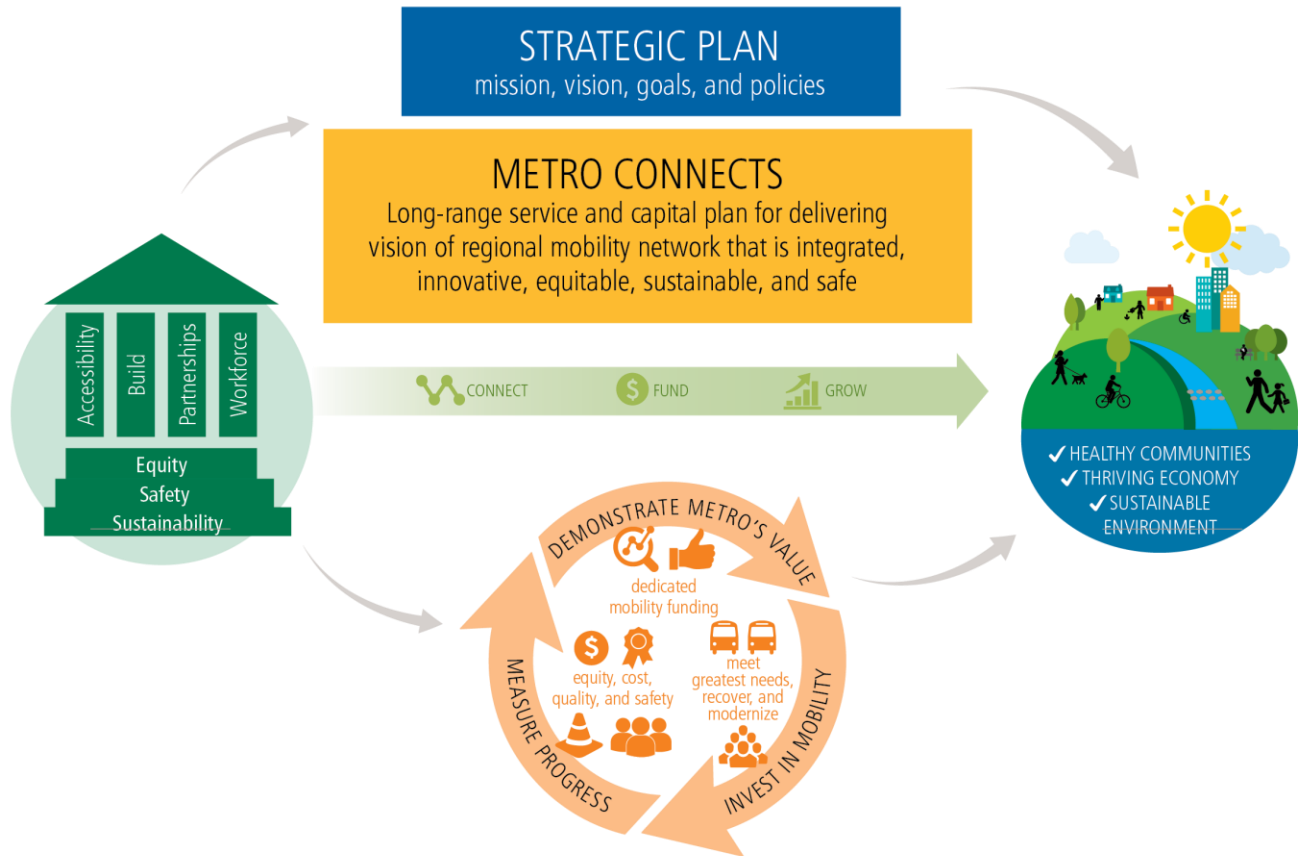 STRATEGIC PLAN
mission, vision, goals, and policies
METRO CONNECTS
Long-range service and capital plan for delivering
vision of regional mobility network that is integrated,
innovative, equitable, sustainable, and safe
Accessibility
Build
Partnerships
Workforce
Equity
Safety
Sustainability
CONNECT
$ FUND
GROW
✓ HEALTHY COMMUNITIES
✓ THRIVING ECONOMY
✓ SUSTAINABLE
ENVIRONMENT
DEMONSTRATE METRO'S VALUE
dedicated
mobility funding
INVEST IN MOBILITY
meet
greatest needs,
recover, and
modernize
MEASURE PROGRESS
$
equity, cost,
quality, and safety